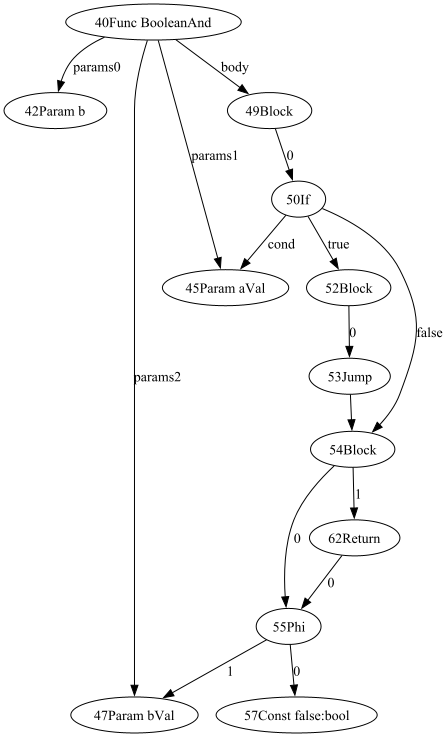 40Func BooleanAnd
params0
body
42Param b
49Block
params1
0
50If
cond
true
45Param aVal
52Block
false
0
params2
53Jump
54Block
1
0
62Return
0
55Phi
1
0
47Param bVal
57Const false:bool